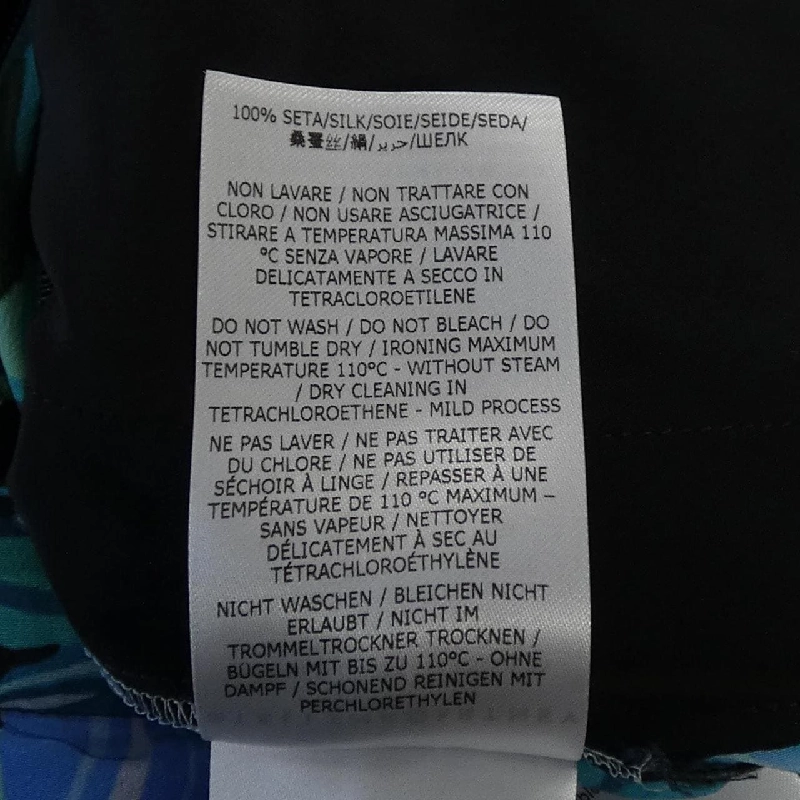 100% SETA/SILK/SOIE/SEIDE/SEDA/
桑蚕丝/絹/حرير/ШЕЛК
NON LAVARE / NON TRATTARE CON
CLORO / NON USARE ASCIUGATRICE /
STIRARE A TEMPERATURA MASSIMA 110
ºC SENZA VAPORE / LAVARE
DELICATAMENTE A SECCO IN
TETRACLOROETILENE
DO NOT WASH / DO NOT BLEACH / DO
NOT TUMBLE DRY / IRONING MAXIMUM
TEMPERATURE 110ºC - WITHOUT STEAM
/ DRY CLEANING IN
TETRACHLOROETHENE - MILD PROCESS
NE PAS LAVER / NE PAS TRAITER AVEC
DU CHLORE / NE PAS UTILISER DE
SÉCHOIR À LINGE / REPASSER À UNE
TEMPÉRATURE DE 110 ºC MAXIMUM –
SANS VAPEUR / NETTOYER
DÉLICATEMENT À SEC AU
TÉTRACHLOROÉTHYLÈNE
NICHT WASCHEN / BLEICHEN NICHT
ERLAUBT / NICHT IM
TROMMELTROCKNER TROCKNEN /
BÜGELN MIT BIS ZU 110ºC - OHNE
DAMPF / SCHONEND REINIGEN MIT
PERCHLORETHYLEN